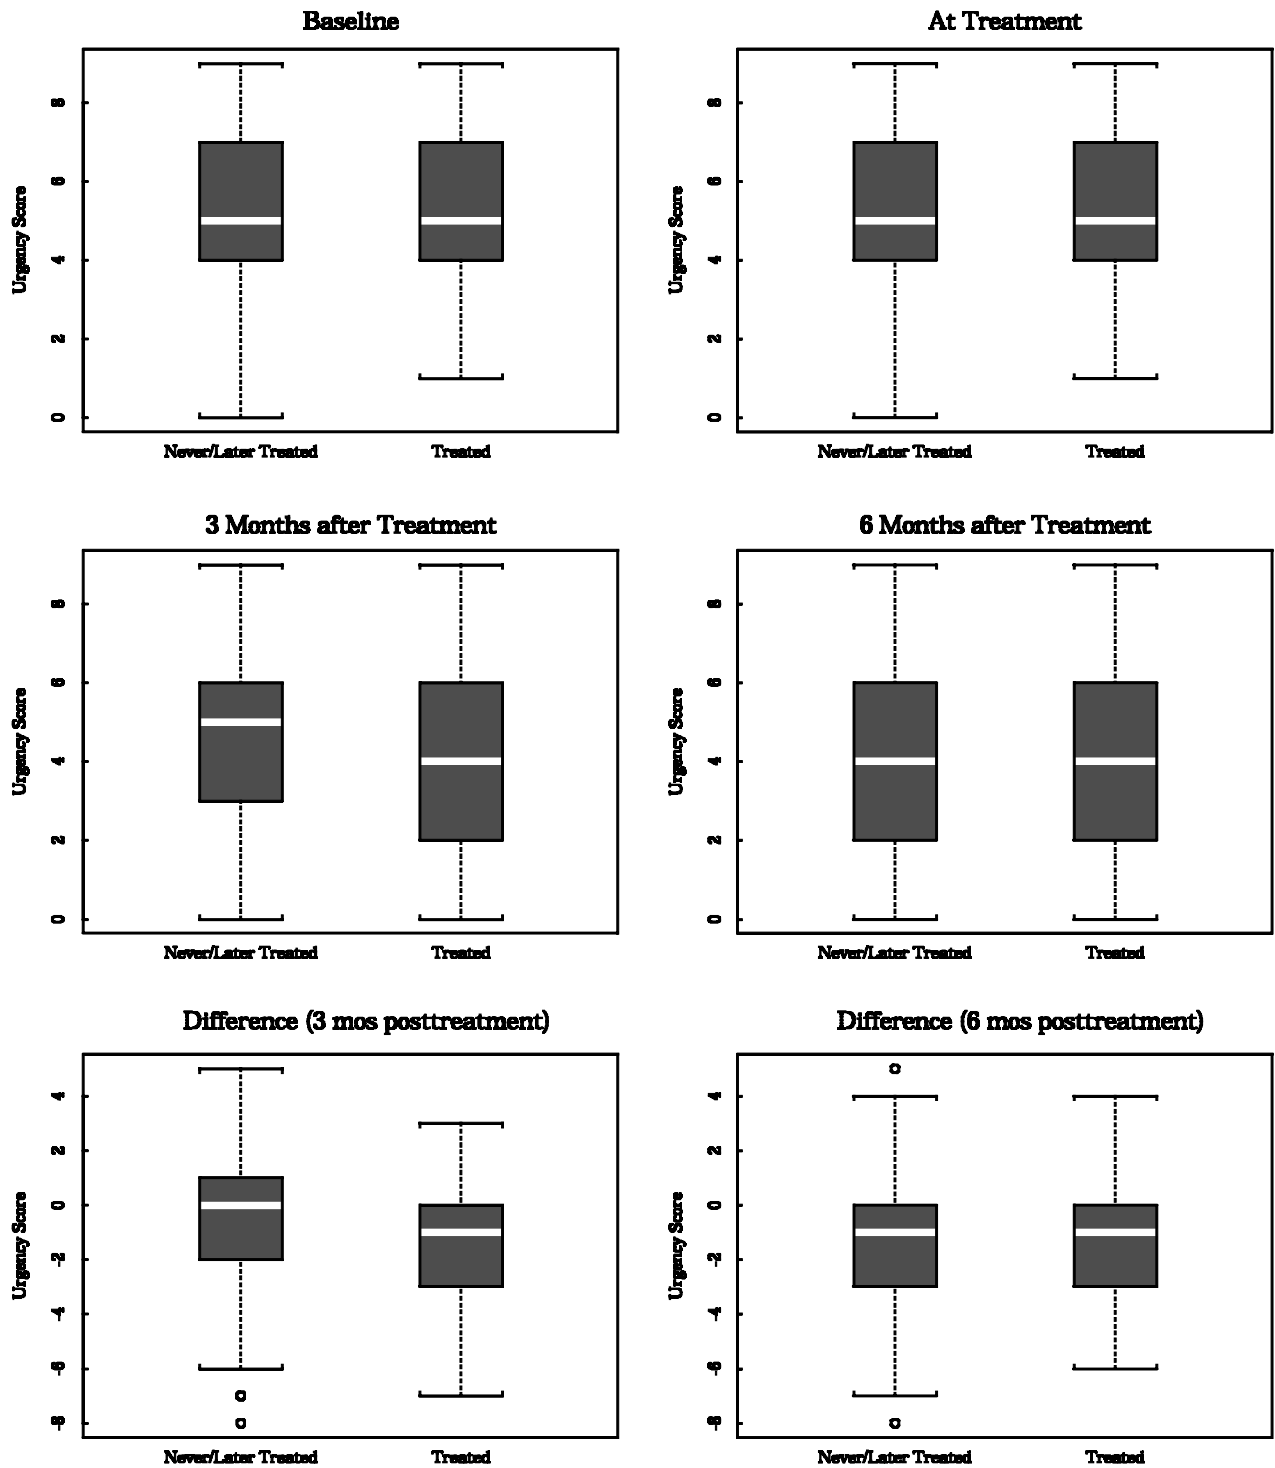 Baseline
At Treatment
Urgency Score
8
6
4
2
0
Never/Later Treated
Treated
Urgency Score
8
6
4
2
0
Never/Later Treated
Treated
3 Months after Treatment
6 Months after Treatment
Urgency Score
8
6
4
2
0
Never/Later Treated
Treated
Urgency Score
8
6
4
2
0
Never/Later Treated
Treated
Difference (3 mos posttreatment)
Difference (6 mos posttreatment)
Urgency Score
4
2
0
-2
-4
-6
-8
Never/Later Treated
Treated
Urgency Score
4
2
0
-2
-4
-6
-8
Never/Later Treated
Treated